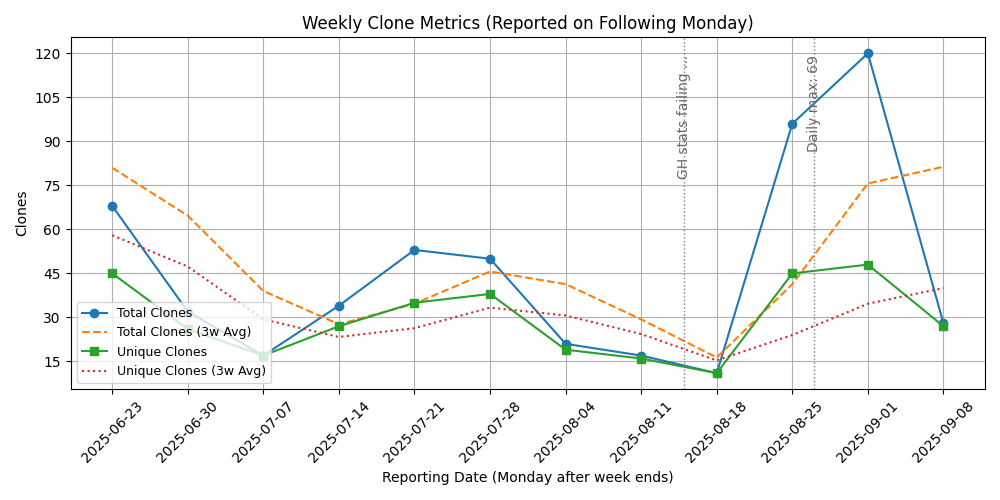 Weekly Clone Metrics (Reported on Following Monday)
Clones
120
105
90
75
60
45
30
15
GH stats failing ...
Daily max: 69
Total Clones
Total Clones (3w Avg)
Unique Clones
Unique Clones (3w Avg)
2025-06-23
2025-06-30
2025-07-07
2025-07-14
2025-07-21
2025-07-28
2025-08-04
2025-08-11
2025-08-18
2025-08-25
2025-09-01
2025-09-08
Reporting Date (Monday after week ends)